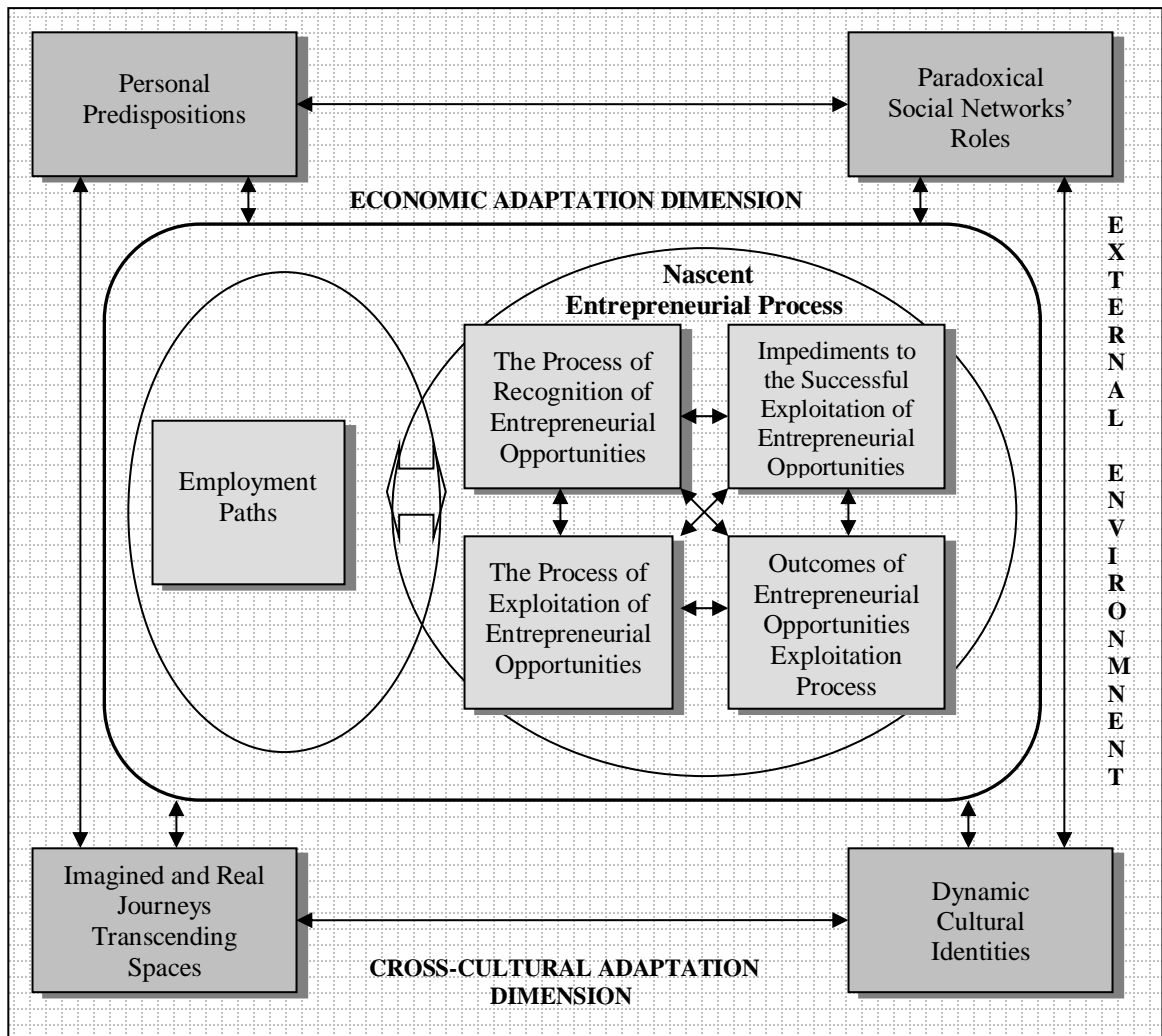 Personal
Predispositions
Paradoxical
Social Networks’
Roles
ECONOMIC ADAPTATION DIMENSION
Nascent
Entrepreneurial Process
The Process of
Recognition of
Entrepreneurial
Opportunities
Impediments to
the Successful
Exploitation of
Entrepreneurial
Opportunities
Employment
Paths
The Process of
Exploitation of
Entrepreneurial
Opportunities
Outcomes of
Entrepreneurial
Opportunities
Exploitation
Process
EXTERNAL ENVIRONMNENT
Imagined and Real
Journeys
Transcending
Spaces
Dynamic
Cultural
Identities
CROSS-CULTURAL ADAPTATION
DIMENSION